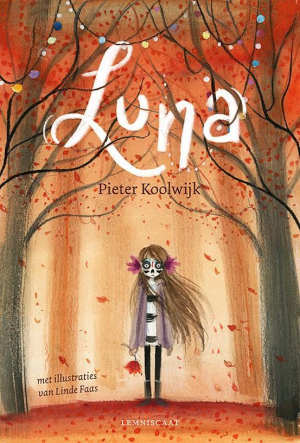 Luna
Pieter Koolwijk
met illustraties
van Linde Faas
LEMNISCAAT